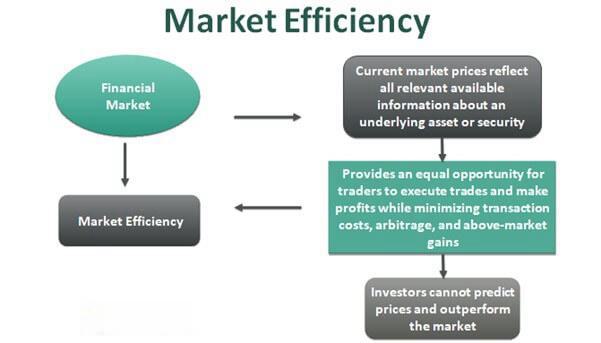 Market Efficiency
Financial
Market
Current market prices reflect
all relevant available
information about an
underlying asset or security
Market Efficiency
Provides an equal opportunity for
traders to execute trades and make
profits while minimizing transaction
costs, arbitrage, and above-market
gains
Investors cannot predict
prices and outperform
the market